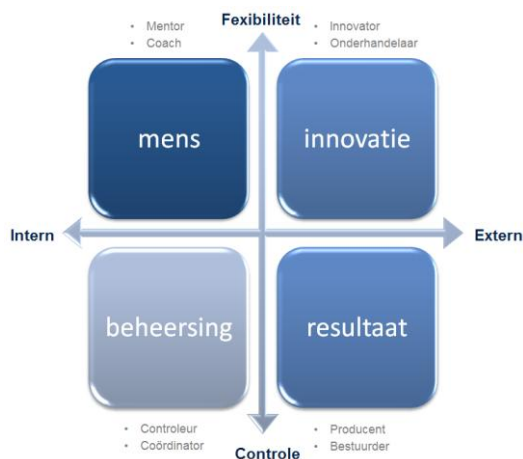 Fexibiliteit
• Mentor
• Coach
• Innovator
• Onderhandelaar
mens
innovatie
Intern
Extern
beheersing
resultaat
• Controleur
• Coördinator
• Producent
• Bestuurder
Controle